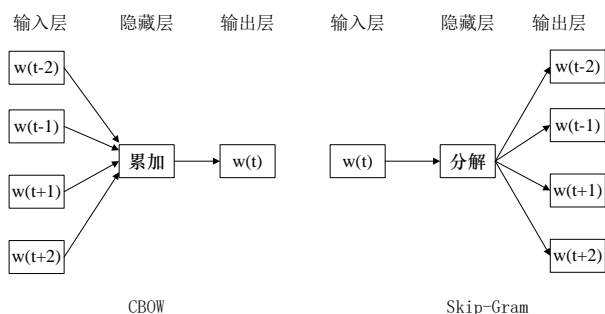 输入层 隐藏层 输出层 输入层 隐藏层 输出层
w(t-2) w(t-2)
w(t-1) w(t-1)
累加 w(t) w(t) 分解
w(t+1) w(t+1)
w(t+2) w(t+2)
CBOW Skip-Gram